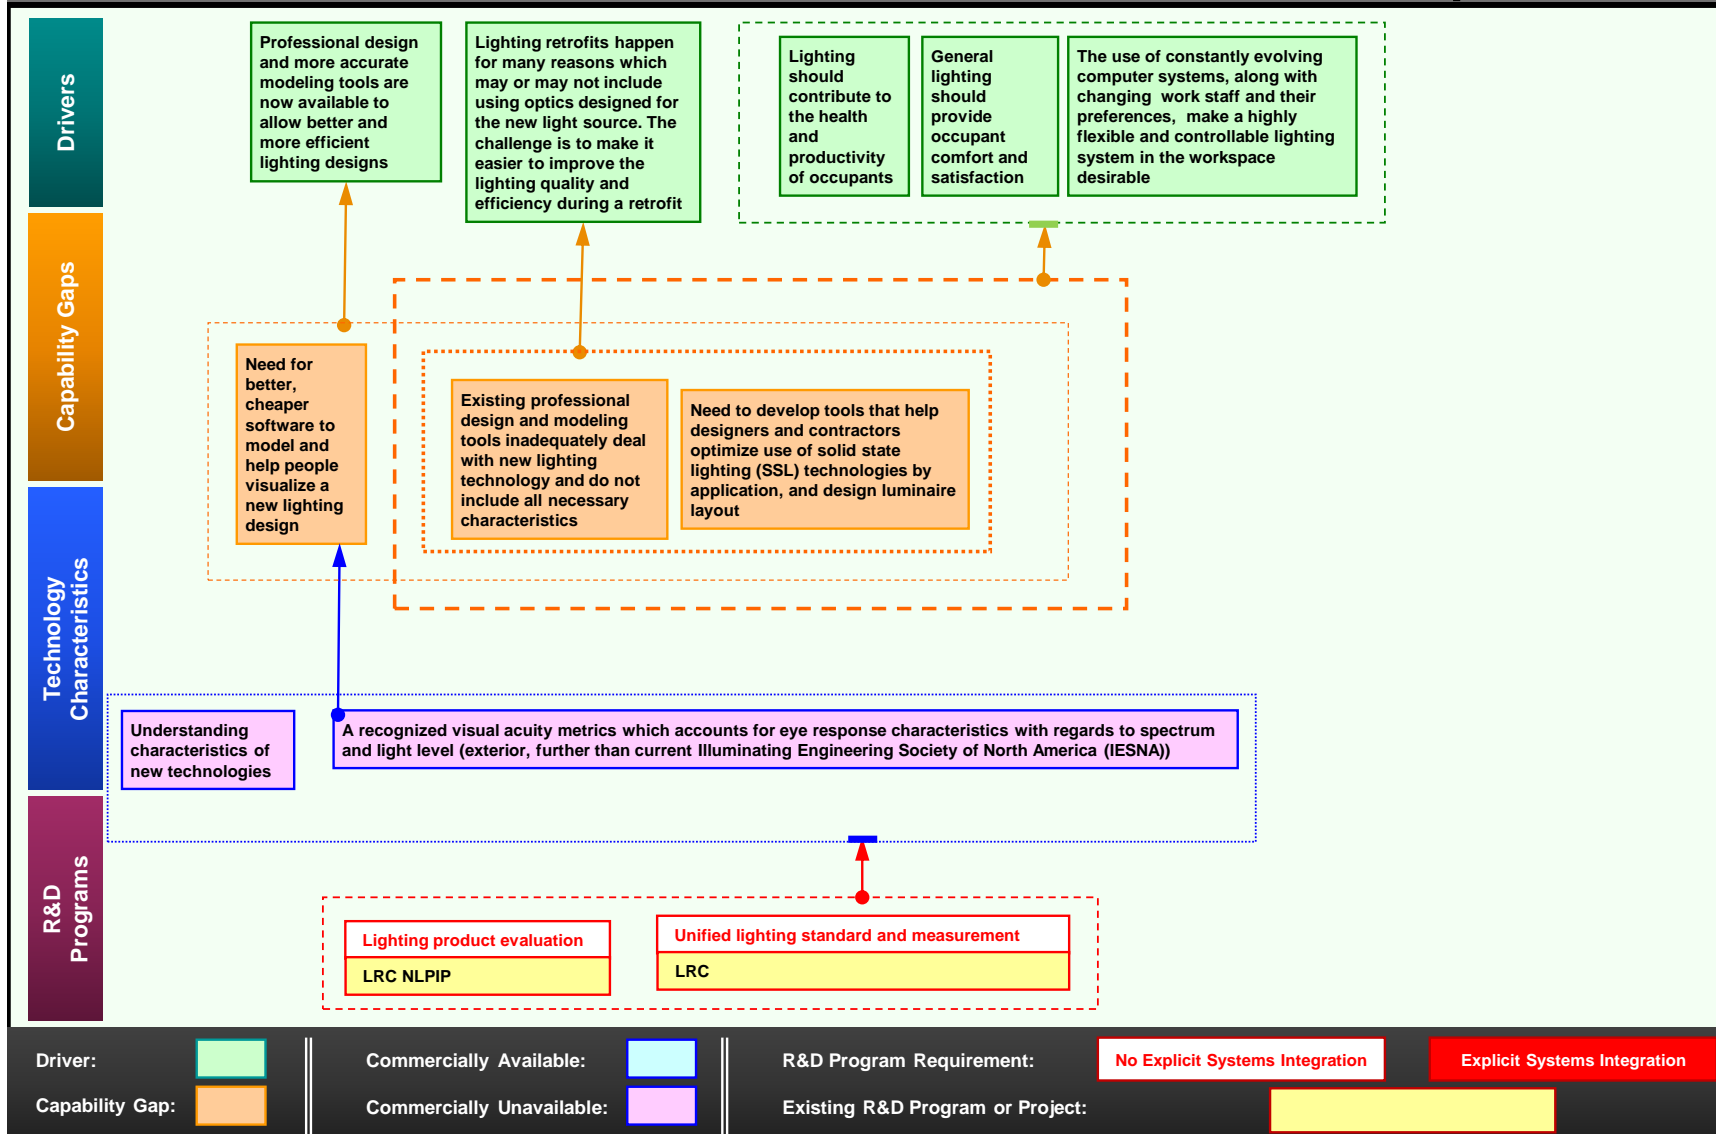 Drivers
Professional design
and more accurate
modeling tools are
now available to
allow better and
more efficient
lighting designs
Lighting retrofits happen
for many reasons which
may or may not include
using optics designed for
the new light source. The
challenge is to make it
easier to improve the
lighting quality and
efficiency during a retrofit
Lighting
should
contribute to
the health
and
productivity
of occupants
General
lighting
should
provide
occupant
comfort and
satisfaction
The use of constantly evolving
computer systems, along with
changing work staff and their
preferences, make a highly
flexible and controllable lighting
system in the workspace
desirable
Capability Gaps
Need for
better,
cheaper
software to
model and
help people
visualize a
new lighting
design
Existing professional
design and modeling
tools inadequately deal
with new lighting
technology and do not
include all necessary
characteristics
Need to develop tools that help
designers and contractors
optimize use of solid state
lighting (SSL) technologies by
application, and design luminaire
layout
Technology
Characteristics
Understanding
characteristics of
new technologies
A recognized visual acuity metrics which accounts for eye response characteristics with regards to spectrum
and light level (exterior, further than current Illuminating Engineering Society of North America (IESNA))
R&D
Programs
Lighting product evaluation
LRC NLPIP
Unified lighting standard and measurement
LRC
Driver:
Capability Gap:
Commercially Available:
Commercially Unavailable:
R&D Program Requirement:
No Explicit Systems Integration
Explicit Systems Integration
Existing R&D Program or Project: